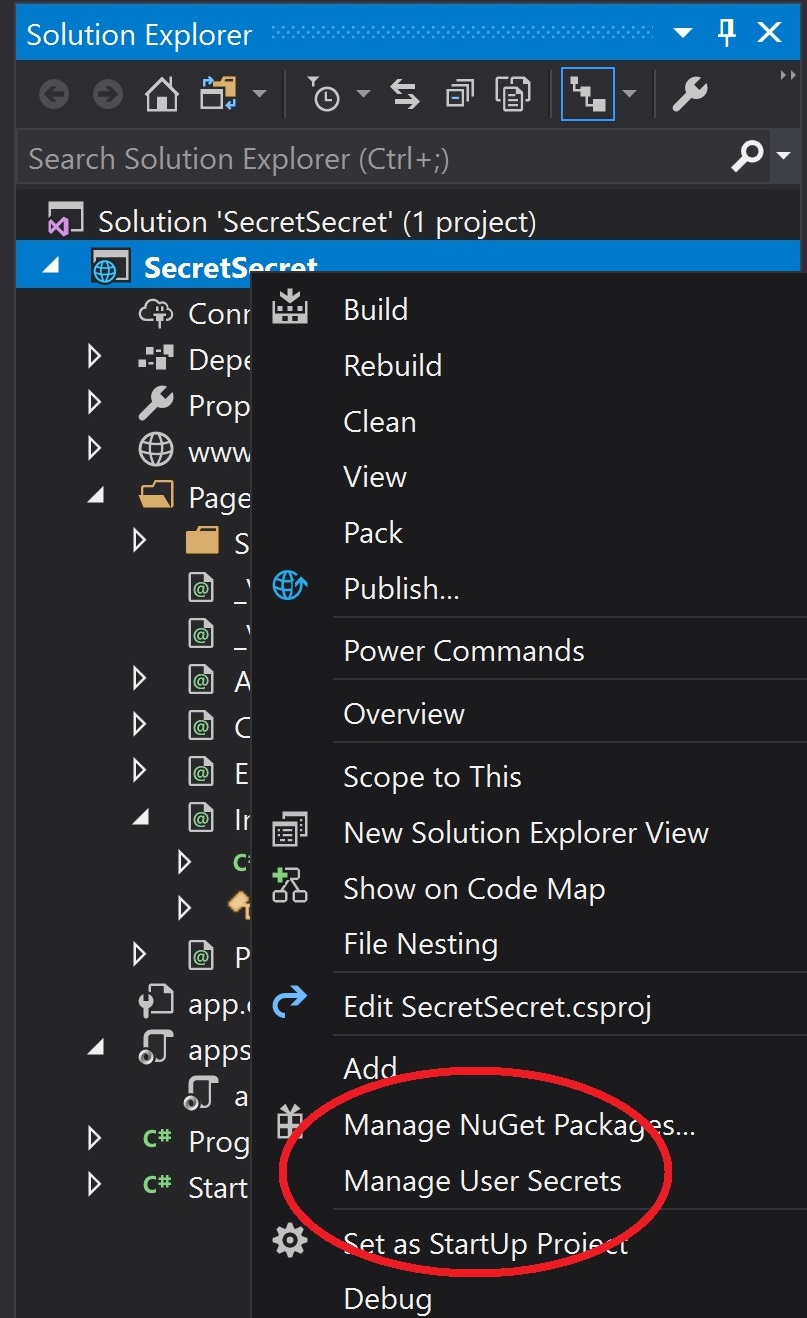 Solution Explorer
Search Solution Explorer (Ctrl+;)
Solution 'SecretSecret' (1 project)
SecretSecret
Conn
Depe
Prop
www
Page
S
_V
_V
A
C
E
In
C#
P
app.c
apps
a
C# Prog
C# Start
Build
Rebuild
Clean
View
Pack
Publish...
Power Commands
Overview
Scope to This
New Solution Explorer View
Show on Code Map
File Nesting
Edit SecretSecret.csproj
Add
Manage NuGet Packages...
Manage User Secrets
Set as StartUp Project
Debug